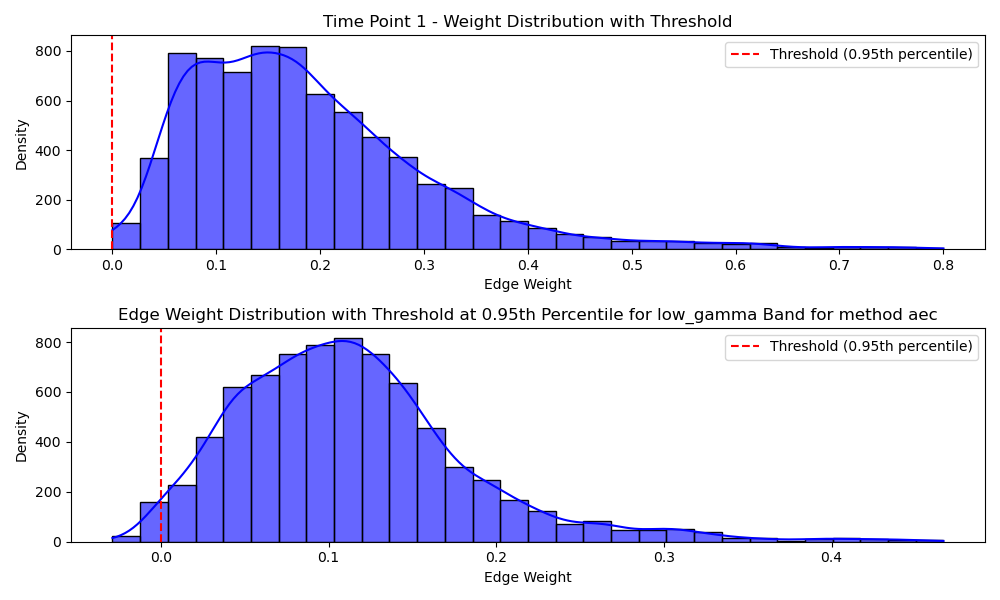 Time Point 1 - Weight Distribution with Threshold
Threshold (0.95th percentile)
Density
800
600
400
200
0
0.0 0.1 0.2 0.3 0.4 0.5 0.6 0.7 0.8
Edge Weight
Edge Weight Distribution with Threshold at 0.95th Percentile for low_gamma Band for method aec
Threshold (0.95th percentile)
Density
800
600
400
200
0
0.0 0.1 0.2 0.3 0.4
Edge Weight